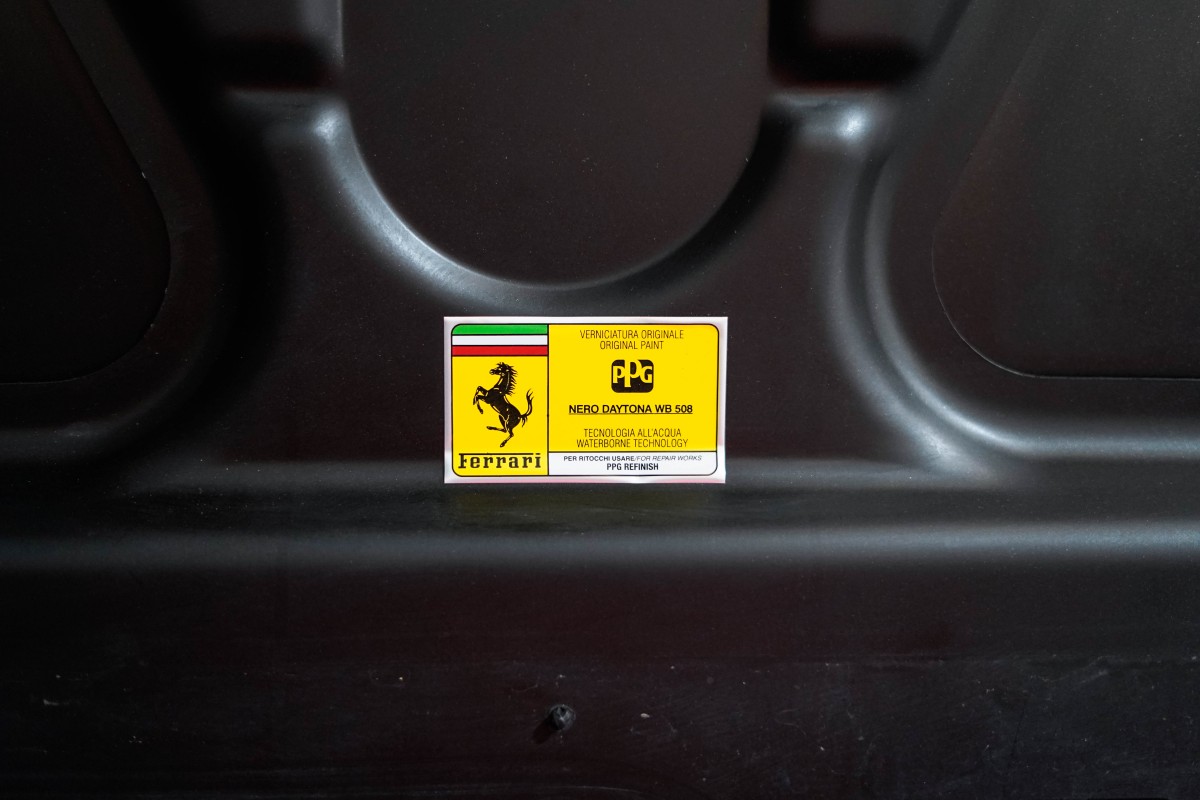 VERNICIATURA ORIGINALE
ORIGINAL PAINT
PPG
NERO DAYTONA WB 508
TECNOLOGIA ALL'ACQUA
WATERBORNE TECHNOLOGY
Ferrari
PER RITOCCHI USARE/FOR REPAIR WORKS
PPG REFINISH